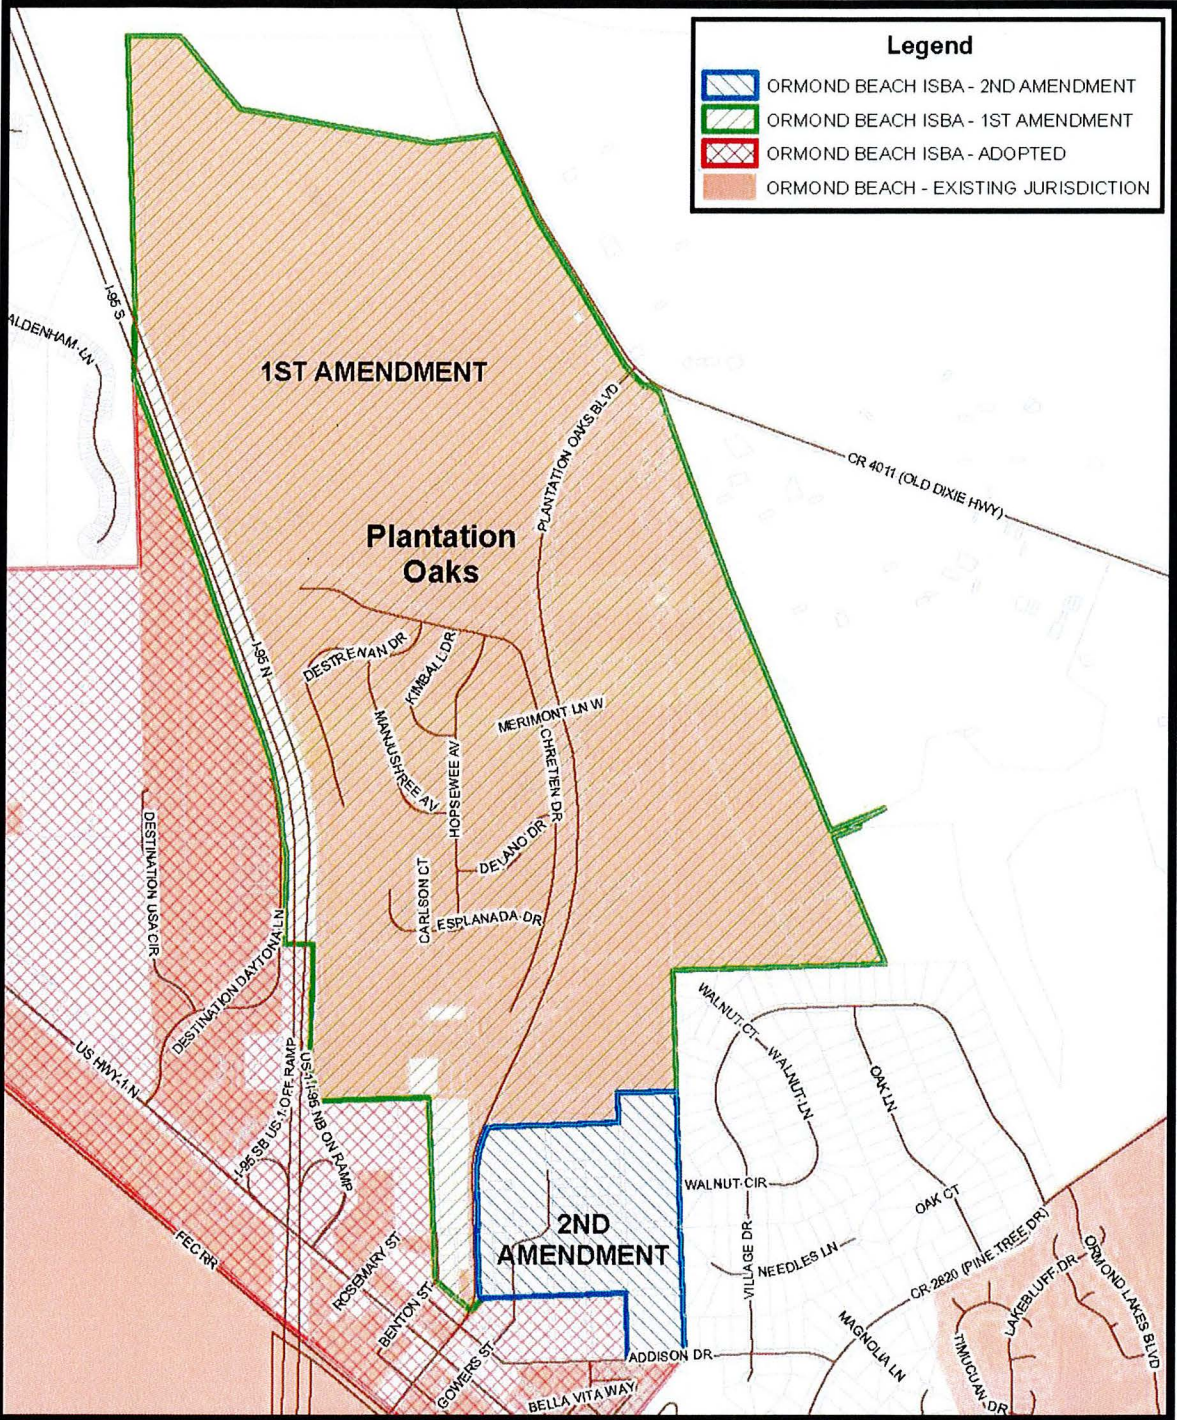 Legend
ORMOND BEACH ISBA - 2ND AMENDMENT
ORMOND BEACH ISBA - 1ST AMENDMENT
ORMOND BEACH ISBA - ADOPTED
ORMOND BEACH - EXISTING JURISDICTION
I-95 S
ALDENHAM LN
1ST AMENDMENT
PLANTATION OAKS BLVD
CR 4011 (OLD DIXIE HWY)
Plantation
Oaks
I-95 N
DESTRENAN DR
KIMBALL DR
MERIMONT LN W
MANJUSHREE AV
HOPSEWEE AV
CHRETIEN DR
DELANO DR
CARLSON CT
ESPLANADA DR
DESTINATION USA CIR
DESTINATION DAYTONA LN
US HWY 1 N
I-95 SB US 1 OFF RAMP
US 1 I-95 NB ON RAMP
FEC RR
ROSEMARY ST
BENTON ST
GOWERS ST
2ND
AMENDMENT
WALNUT CT
WALNUT LN
OAK LN
WALNUT CIR
OAK CT
VILLAGE DR
NEEDLES LN
CR 2820 (PINE TREE DR)
MAGNOLIA LN
LAKEBLUFF DR
ORMOND LAKES BLVD
TIMUCUAN DR
ADDISON DR
BELLA VITA WAY